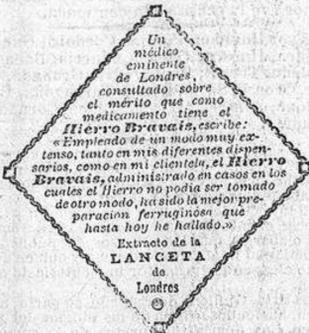 Un
médico
eminente
de Londres,
consultado sobre
el mérito que como
medicamento tiene el
Hierro Bravais, escribe:
«Empleado de un modo muy ex-
tenso, tanto en mis diferentes dispen-
sarios, como en mi clientela, el Hierro
Bravais, administrado en casos en los
cuales el Hierro no podia ser tomado
de otro modo, ha sido la mejor pre-
paracion ferruginosa que
hasta hoy he hallado.»
Extracto de la
LANCETA
de
Londres